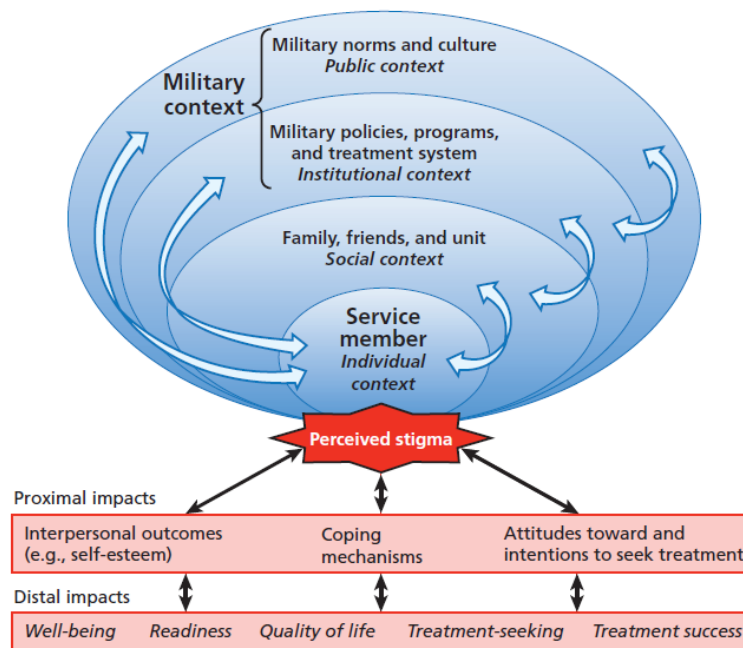 Military norms and culture
Public context
Military
context
Military policies, programs,
and treatment system
Institutional context
Family, friends, and unit
Social context
Service
member
Individual
context
Perceived stigma
Proximal impacts
Interpersonal outcomes
(e.g., self-esteem)
Coping
mechanisms
Attitudes toward and
intentions to seek treatment
Distal impacts
Well-being Readiness Quality of life Treatment-seeking Treatment success